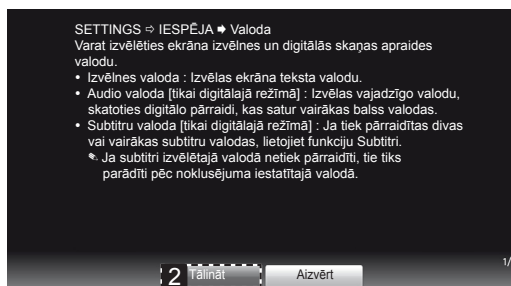 SETTINGS ⇨ IESPĒJA ➧ Valoda
Varat izvēlēties ekrāna izvēlnes un digitālās skaņas apraides
valodu.
• Izvēlnes valoda : Izvēlas ekrāna teksta valodu.
• Audio valoda [tikai digitālajā režīmā] : Izvēlas vajadzīgo valodu,
skatoties digitālo pārraidi, kas satur vairākas balss valodas.
• Subtitru valoda [tikai digitālajā režīmā] : Ja tiek pārraidītas divas
vai vairākas subtitru valodas, lietojiet funkciju Subtitri.
✎ Ja subtitri izvēlētajā valodā netiek pārraidīti, tie tiks
parādīti pēc noklusējuma iestatītajā valodā.
1/
2 Tālināt Aizvērt